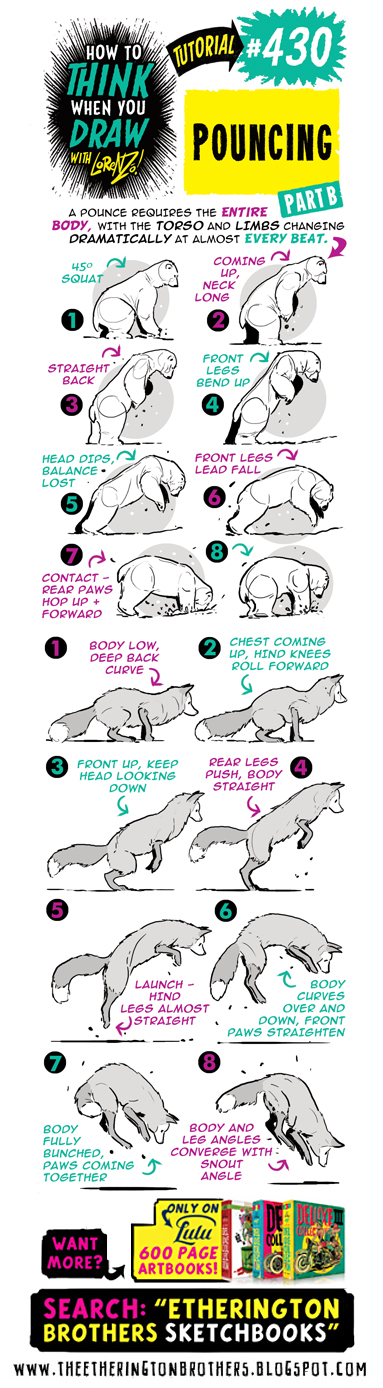 HOW TO
THINK
WHEN YOU
DRAW
WITH LORENZO!
TUTORIAL
#430
POUNCING
PART B
A POUNCE REQUIRES THE ENTIRE
BODY, WITH THE TORSO AND LIMBS CHANGING
DRAMATICALLY AT ALMOST EVERY BEAT.
45° SQUAT
1
COMING
UP,
NECK
LONG
2
STRAIGHT
BACK
3
FRONT
LEGS
BEND UP
4
HEAD DIPS,
BALANCE
LOST
5
FRONT LEGS
LEAD FALL
6
7
CONTACT –
REAR PAWS
HOP UP +
FORWARD
8
1
BODY LOW,
DEEP BACK
CURVE
2
CHEST COMING
UP, HIND KNEES
ROLL FORWARD
3
FRONT UP, KEEP
HEAD LOOKING
DOWN
REAR LEGS
PUSH, BODY
STRAIGHT
4
5
LAUNCH –
HIND
LEGS ALMOST
STRAIGHT
6
BODY
CURVES
OVER AND
DOWN, FRONT
PAWS STRAIGHTEN
7
BODY
FULLY
BUNCHED,
PAWS COMING
TOGETHER
8
BODY AND
LEG ANGLES
CONVERGE WITH
SNOUT
ANGLE
WANT
MORE?
ONLY ON
Lulu
600 PAGE
ARTBOOKS!
DELUXE III
SEARCH: “ETHERINGTON
BROTHERS SKETCHBOOKS”
WWW.THEETHERINGTONBROTHERS.BLOGSPOT.COM